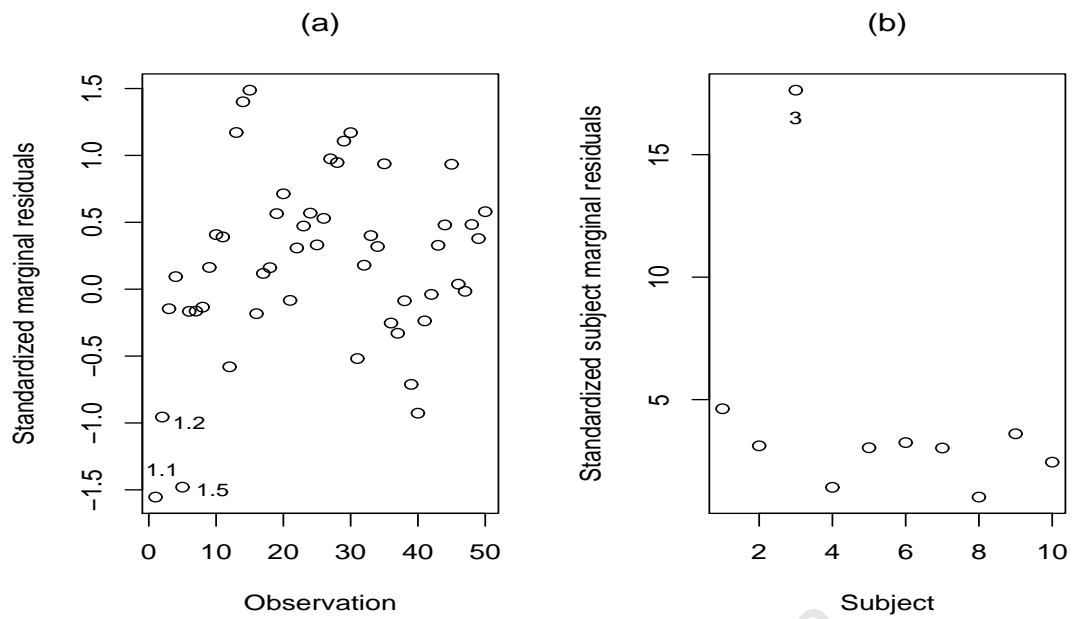 (a)
Standardized marginal residuals
1.5
1.0
0.5
0.0
−0.5
−1.0
−1.5
1.2
1.1
1.5
0 10 20 30 40 50
Observation
(b)
Standardized subject marginal residuals
15
10
5
3
2 4 6 8 10
Subject